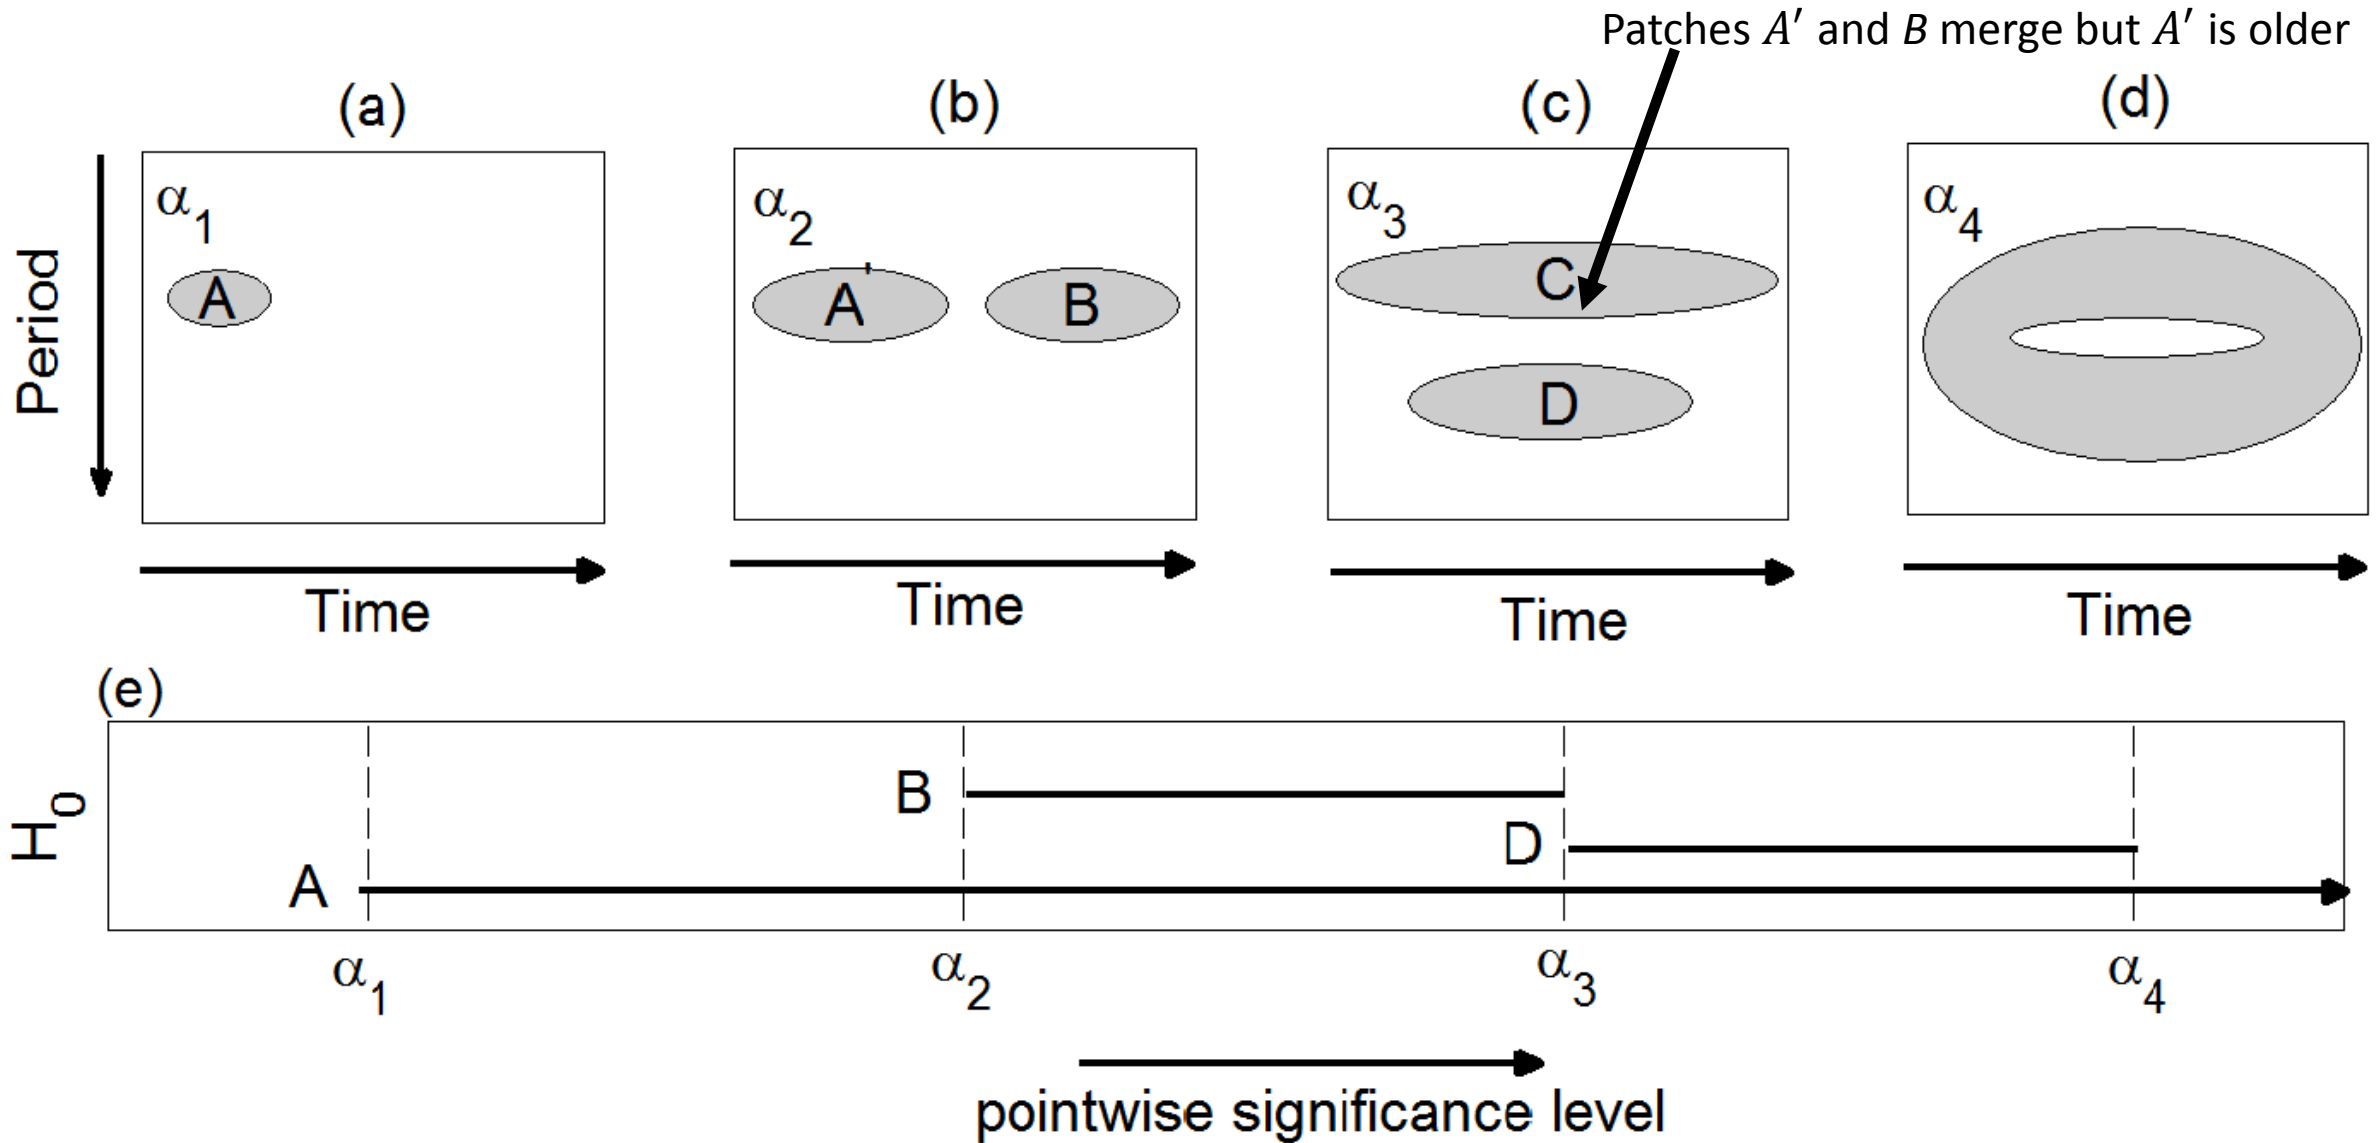 Patches A′ and B merge but A′ is older
(a)
(b)
(c)
(d)
α1
α2
α3
α4
A
A'
B
C
D
Period
Time
Time
Time
Time
(e)
H0
B
D
A
α1
α2
α3
α4
pointwise significance level